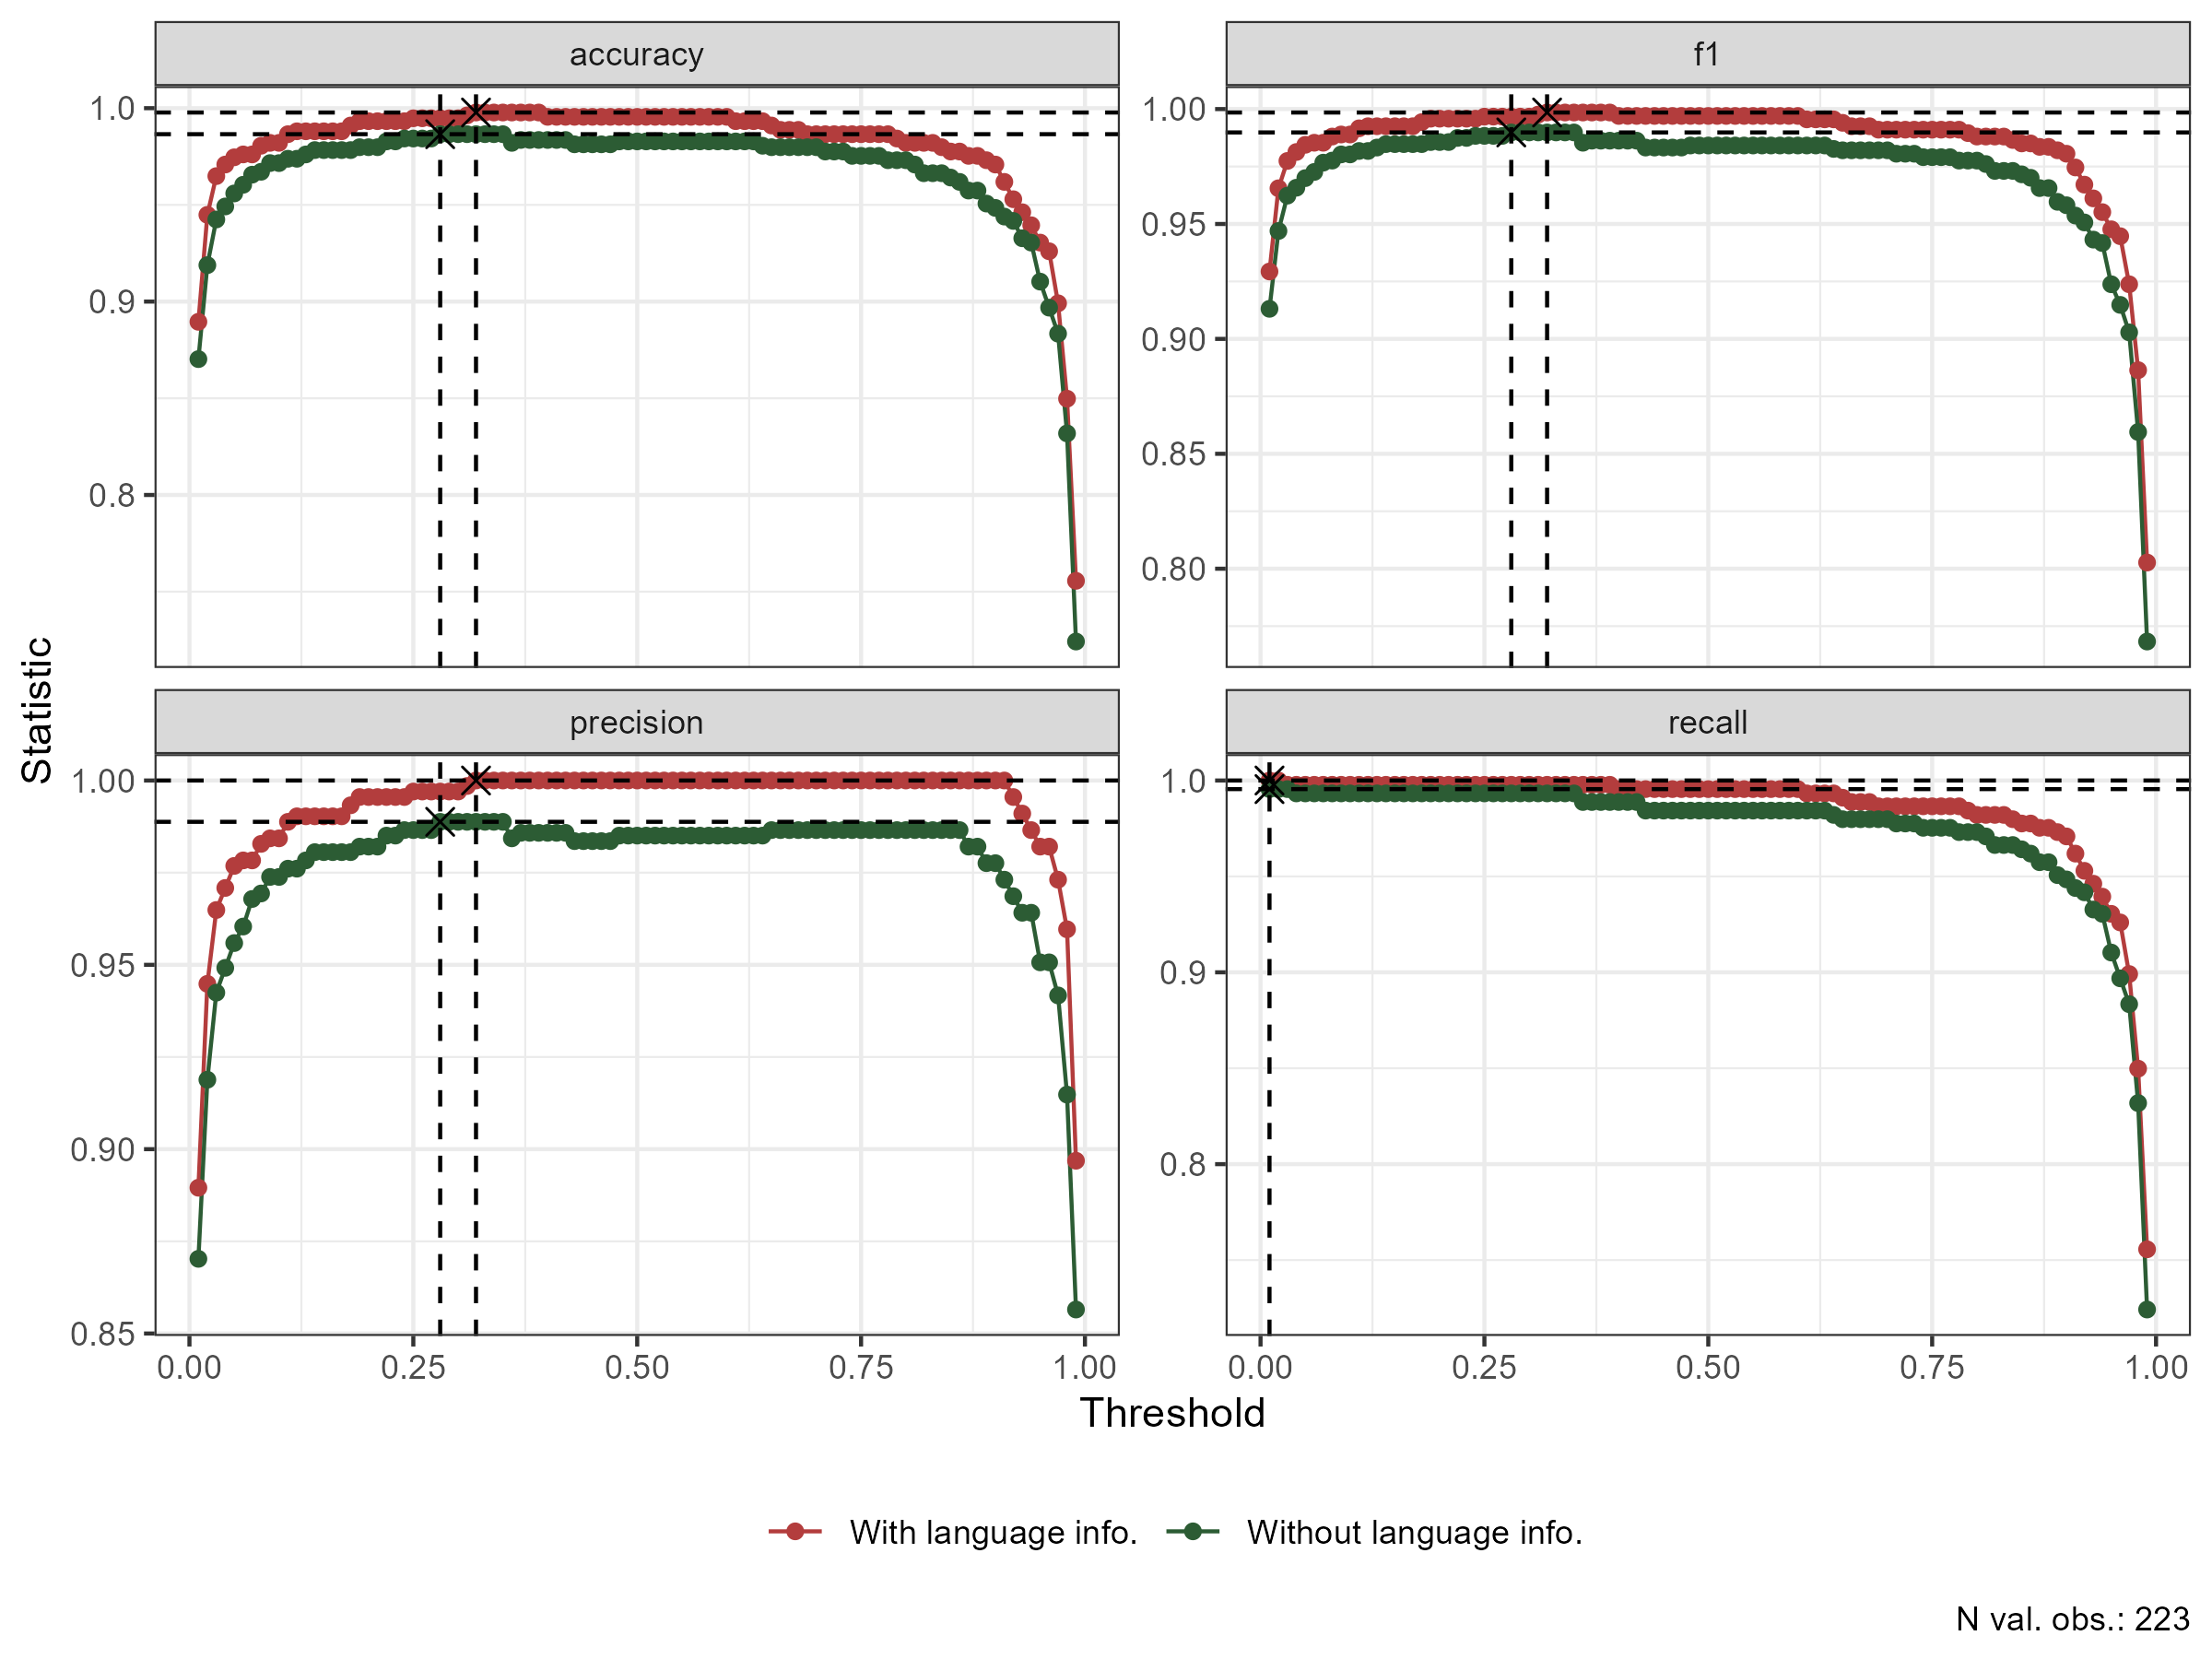 accuracy
f1
1.0
0.9
0.8
1.00
0.95
0.90
0.85
0.80
Statistic
precision
recall
1.00
0.95
0.90
0.85
1.0
0.9
0.8
0.00 0.25 0.50 0.75 1.00
0.00 0.25 0.50 0.75 1.00
Threshold
With language info. Without language info.
N val. obs.: 223